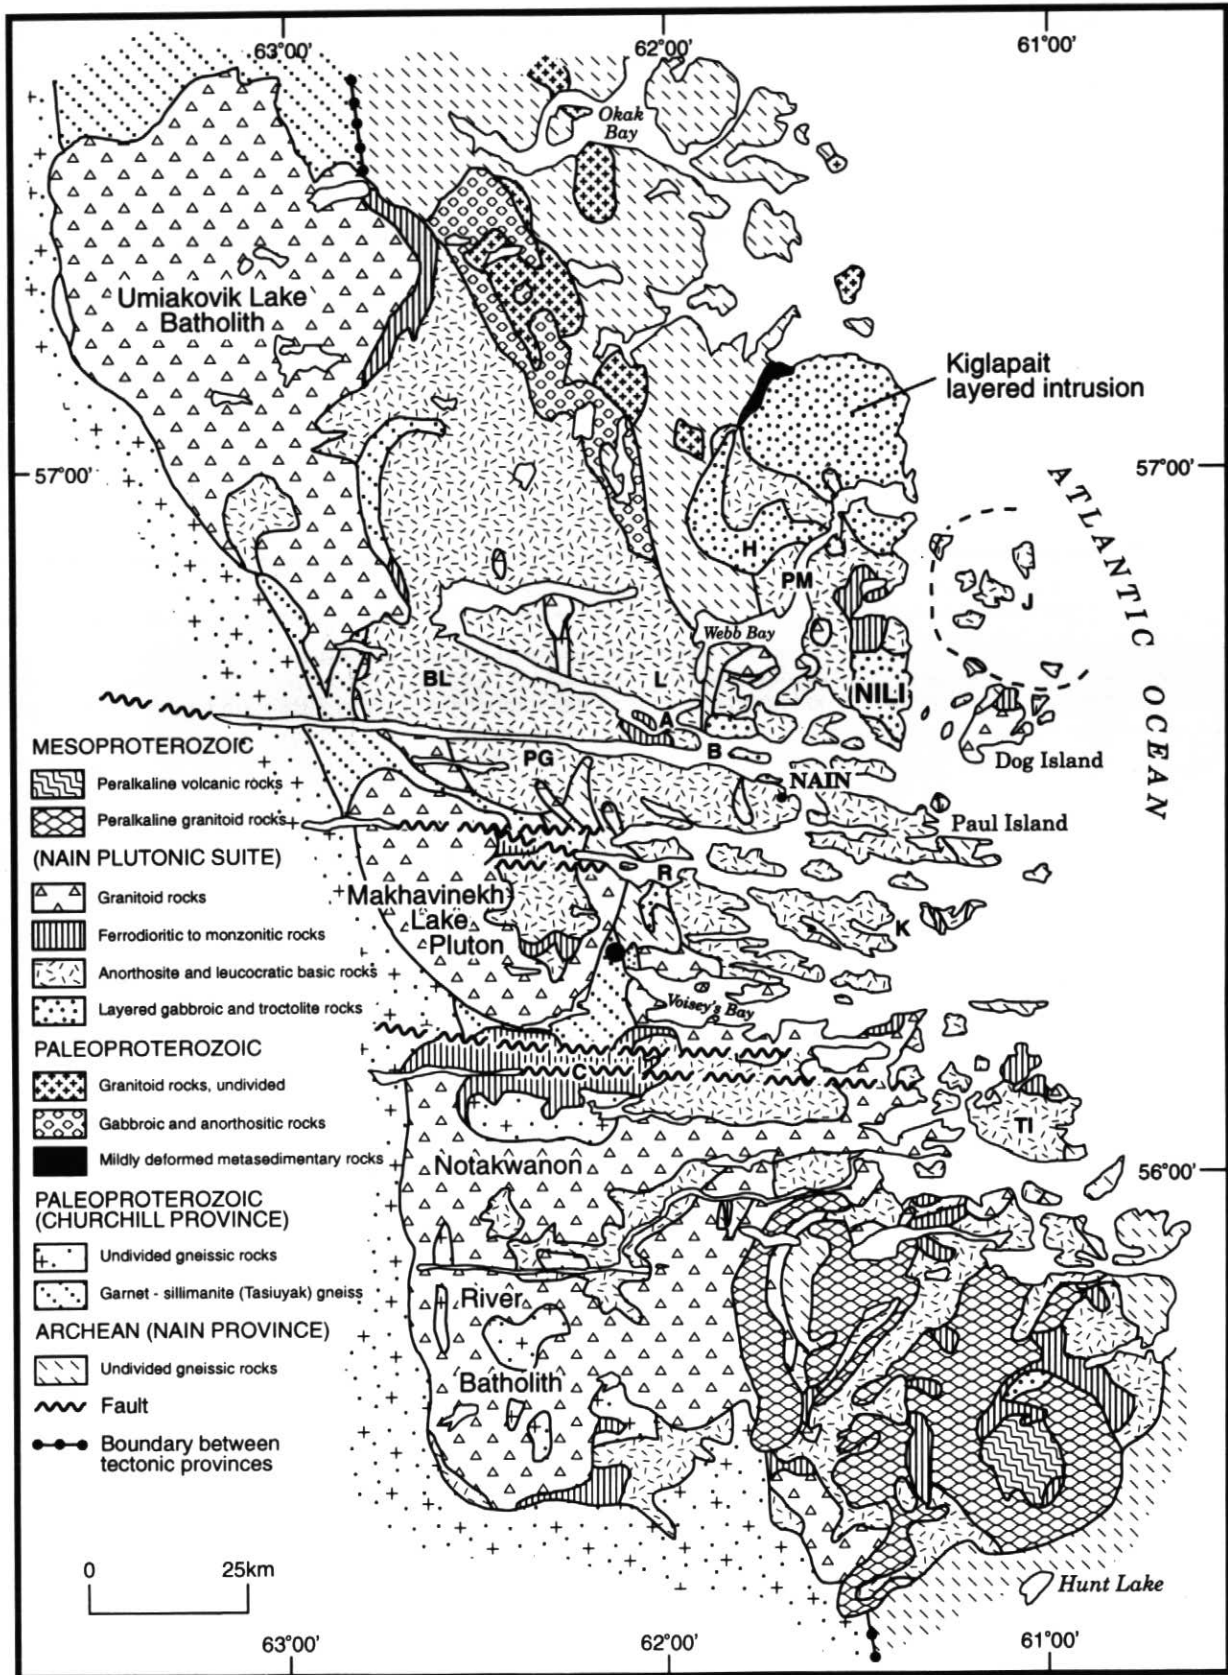 63°00'
62°00'
61°00'
Okak
Bay
Umiakovik Lake
Batholith
Kiglapait
layered intrusion
57°00'
57°00'
ATLANTIC
OCEAN
H
PM
J
Webb Bay
BL
L
NILI
A
B
Dog Island
PG
NAIN
Paul Island
R
Makhavinekh
Lake
Pluton
K
Voisey's Bay
C
TI
Notakwanon
56°00'
River
Batholith
MESOPROTEROZOIC
Peralkaline volcanic rocks
Peralkaline granitoid rocks
(NAIN PLUTONIC SUITE)
Granitoid rocks
Ferrodioritic to monzonitic rocks
Anorthosite and leucocratic basic rocks
Layered gabbroic and troctolite rocks
PALEOPROTEROZOIC
Granitoid rocks, undivided
Gabbroic and anorthositic rocks
Mildly deformed metasedimentary rocks
PALEOPROTEROZOIC
(CHURCHILL PROVINCE)
Undivided gneissic rocks
Garnet - sillimanite (Tasiuyak) gneiss
ARCHEAN (NAIN PROVINCE)
Undivided gneissic rocks
Fault
Boundary between
tectonic provinces
0 25km
Hunt Lake
63°00'
62°00'
61°00'